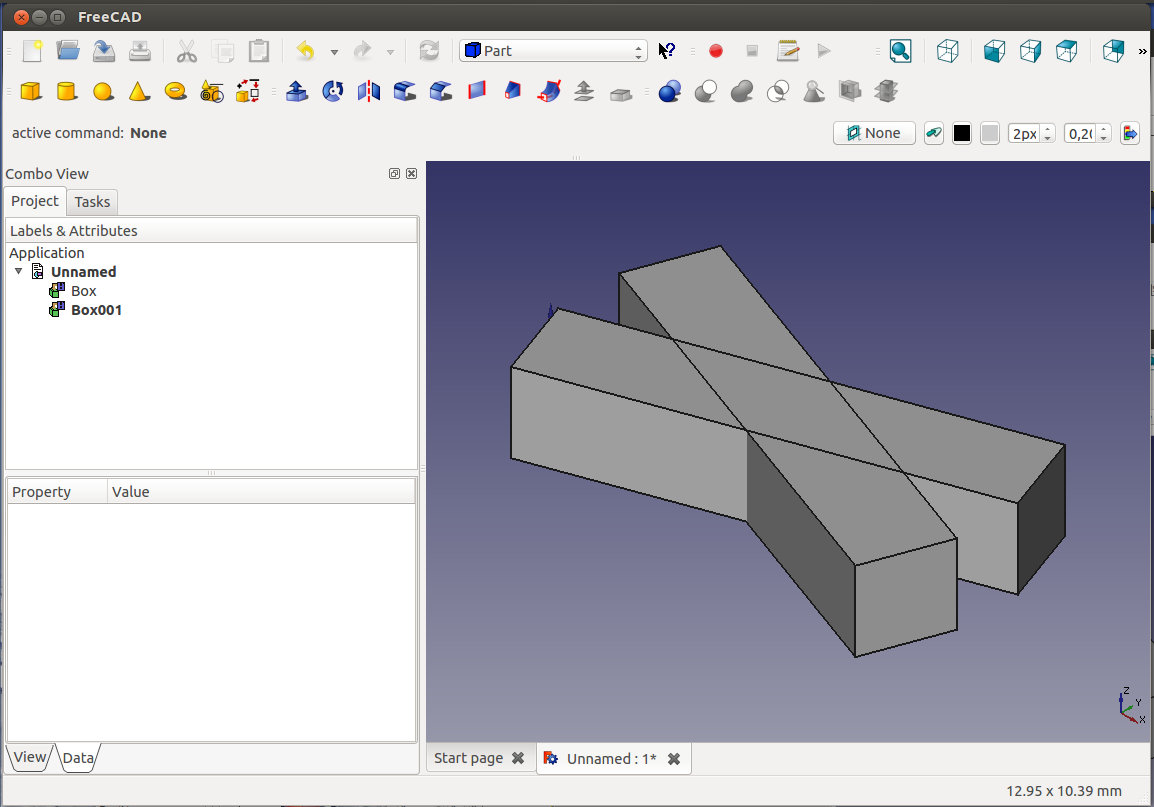 FreeCAD
Part
»
active command: None
None
2px
0,20
Combo View
Project
Tasks
Labels & Attributes
Application
Unnamed
Box
Box001
Property
Value
View
Data
Z
Y
X
Start page
Unnamed : 1*
12.95 x 10.39 mm